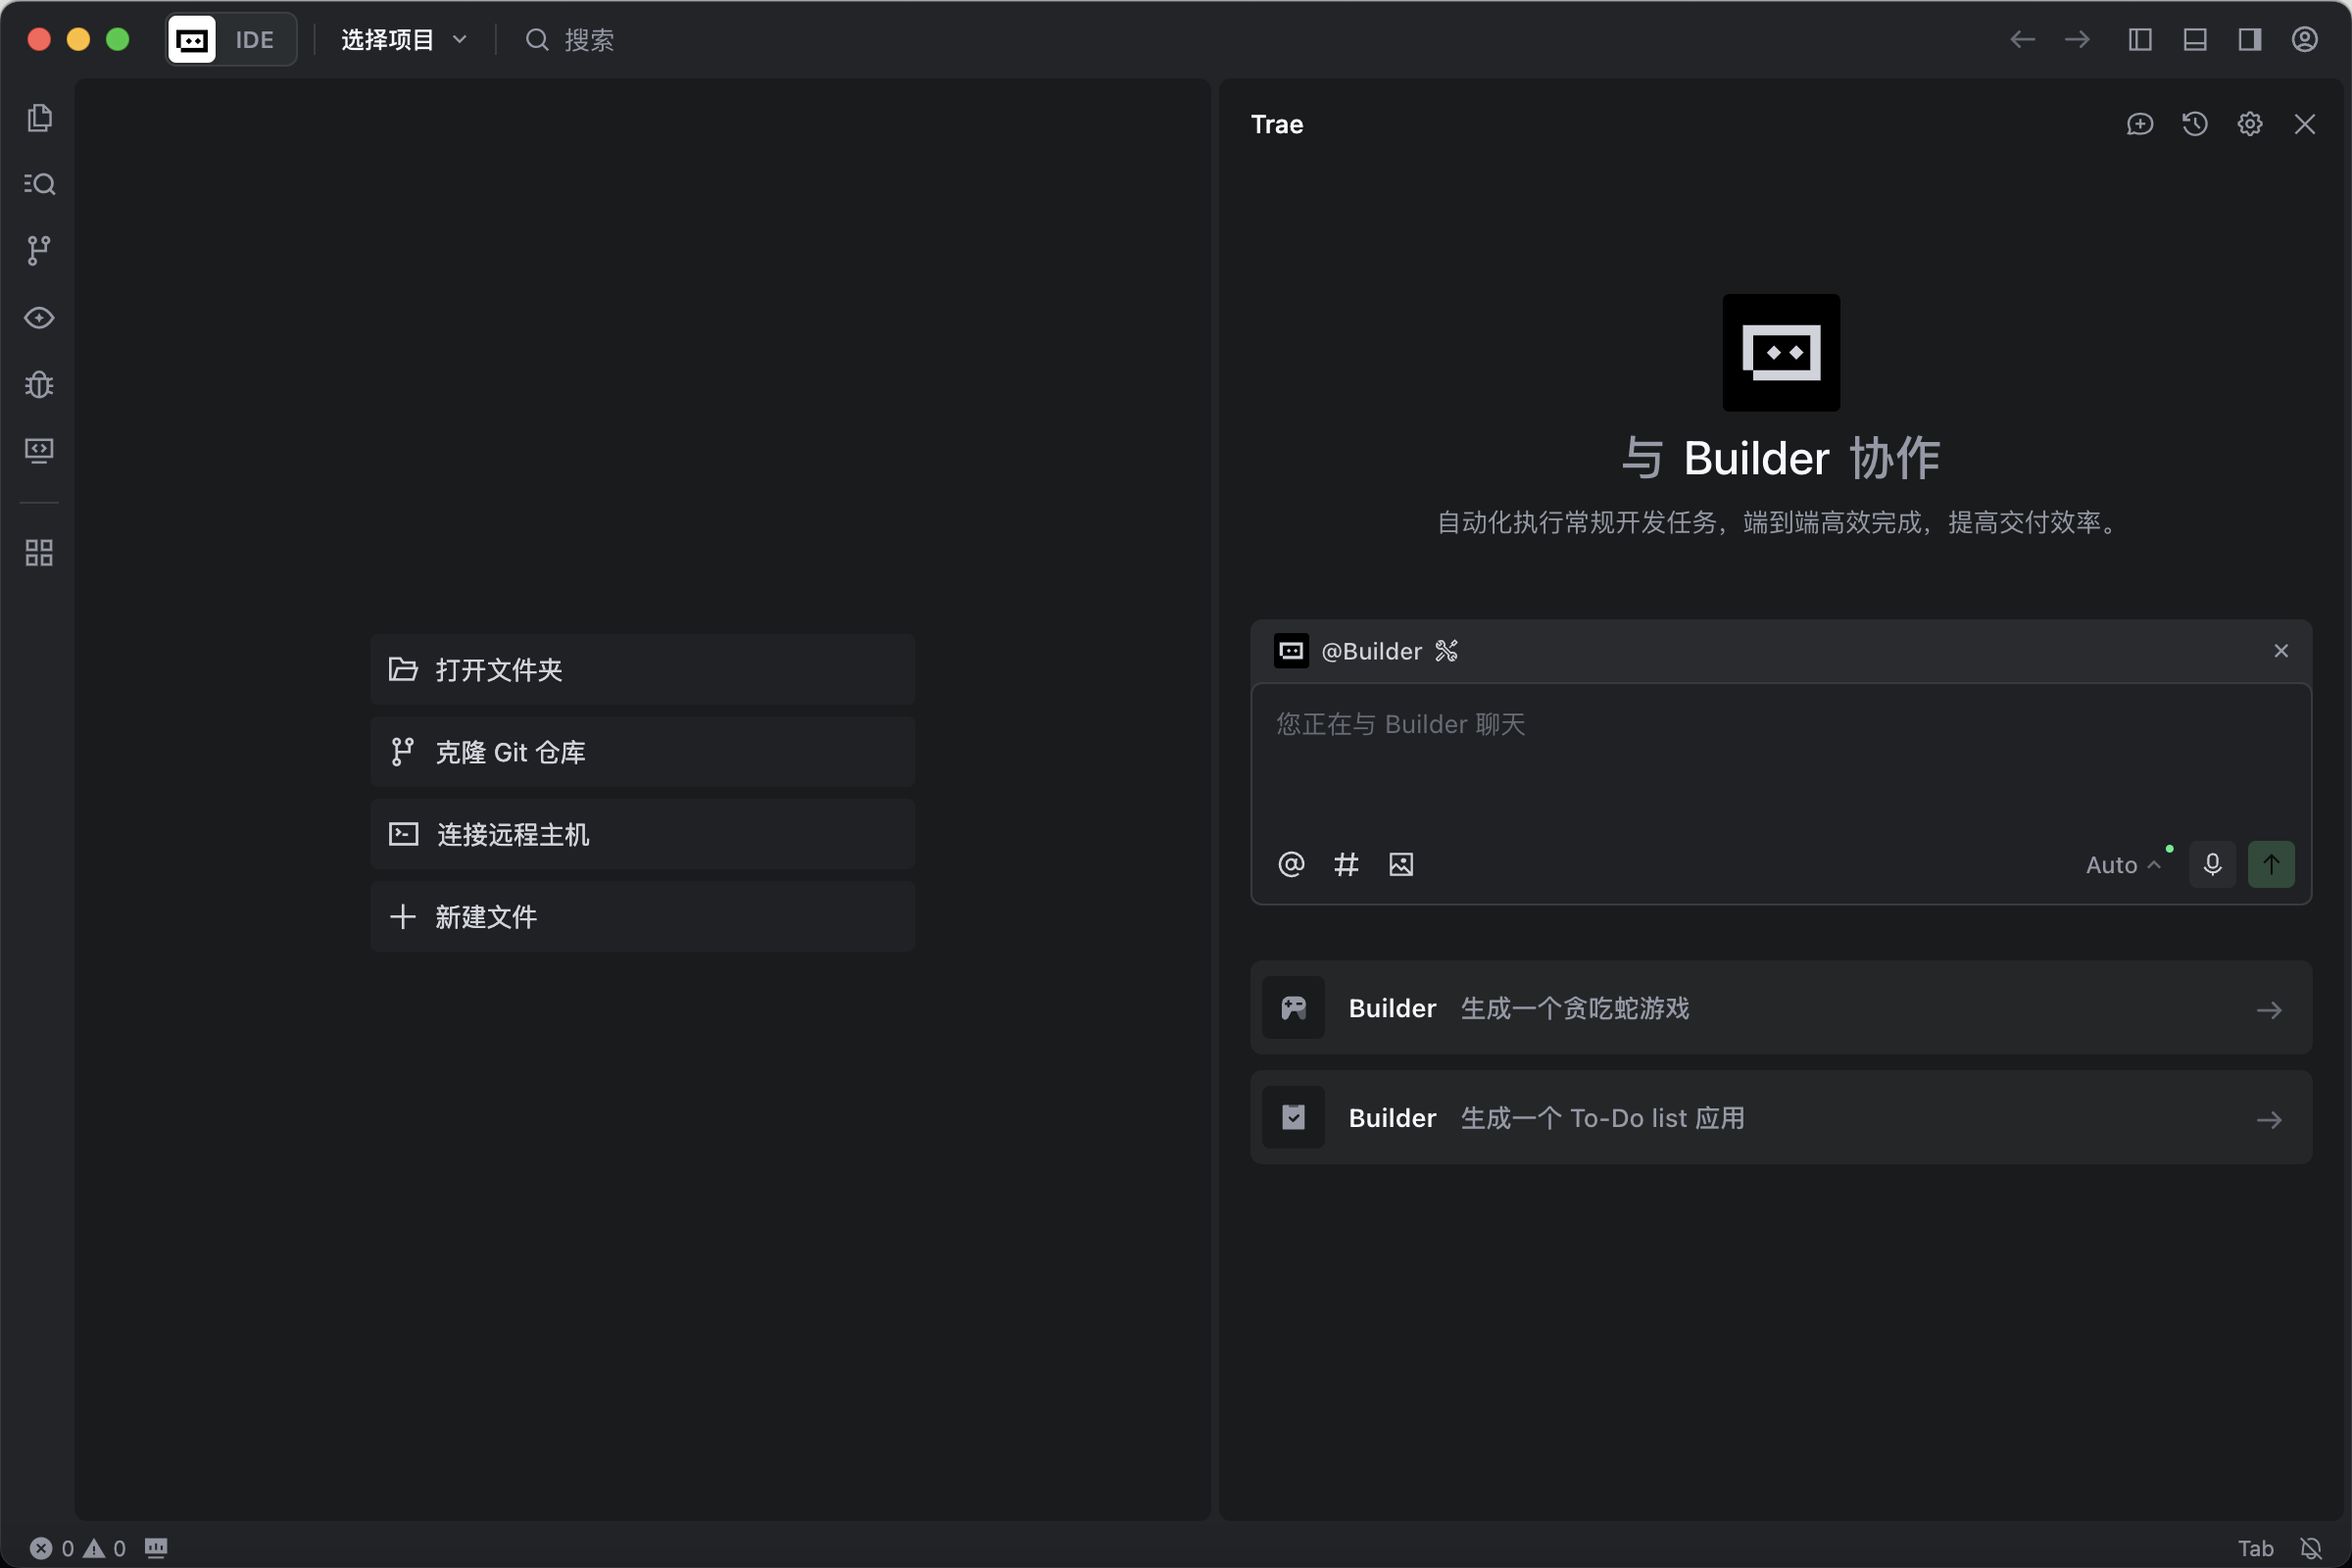 IDE
选择项目
搜索
Trae
与 Builder 协作
自动化执行常规开发任务，端到端高效完成，提高交付效率。
打开文件夹
克隆 Git 仓库
连接远程主机
新建文件
@Builder
您正在与 Builder 聊天
Auto
Builder 生成一个贪吃蛇游戏
Builder 生成一个 To-Do list 应用
0 0
Tab